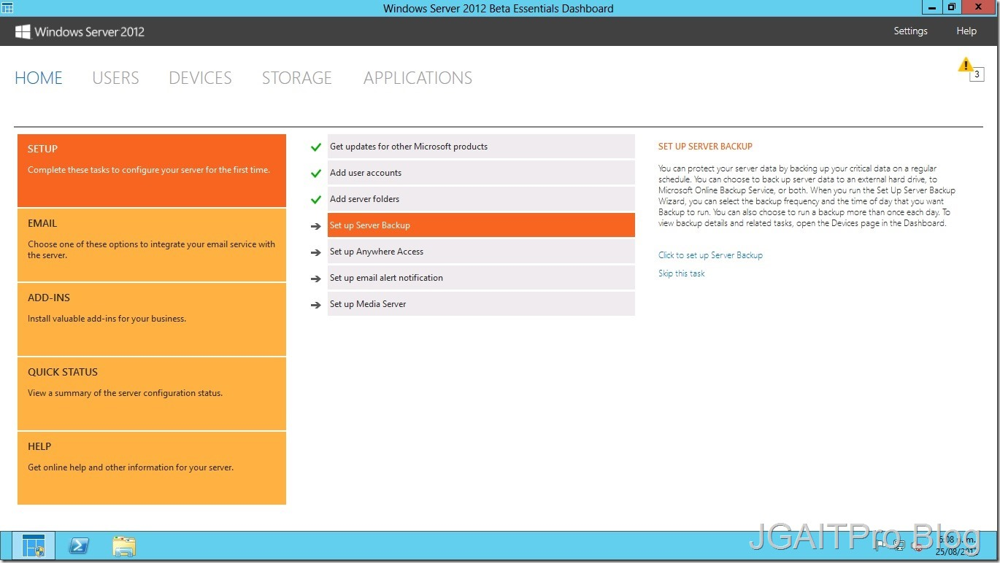 Windows Server 2012 Beta Essentials Dashboard
X
Windows Server 2012
Settings
Help
HOME
USERS
DEVICES
STORAGE
APPLICATIONS
3
SETUP
Complete these tasks to configure your server for the first time.
EMAIL
Choose one of these options to integrate your email service with
the server.
ADD-INS
Install valuable add-ins for your business.
QUICK STATUS
View a summary of the server configuration status.
HELP
Get online help and other information for your server.
Get updates for other Microsoft products
Add user accounts
Add server folders
Set up Server Backup
Set up Anywhere Access
Set up email alert notification
Set up Media Server
SET UP SERVER BACKUP
You can protect your server data by backing up your critical data on a regular
schedule. You can choose to back up server data to an external hard drive, to
Microsoft Online Backup Service, or both. When you run the Set Up Server Backup
Wizard, you can select the backup frequency and the time of day that you want
Backup to run. You can also choose to run a backup more than once each day. To
view backup details and related tasks, open the Devices page in the Dashboard.
Click to set up Server Backup
Skip this task
JGAITPro Blog